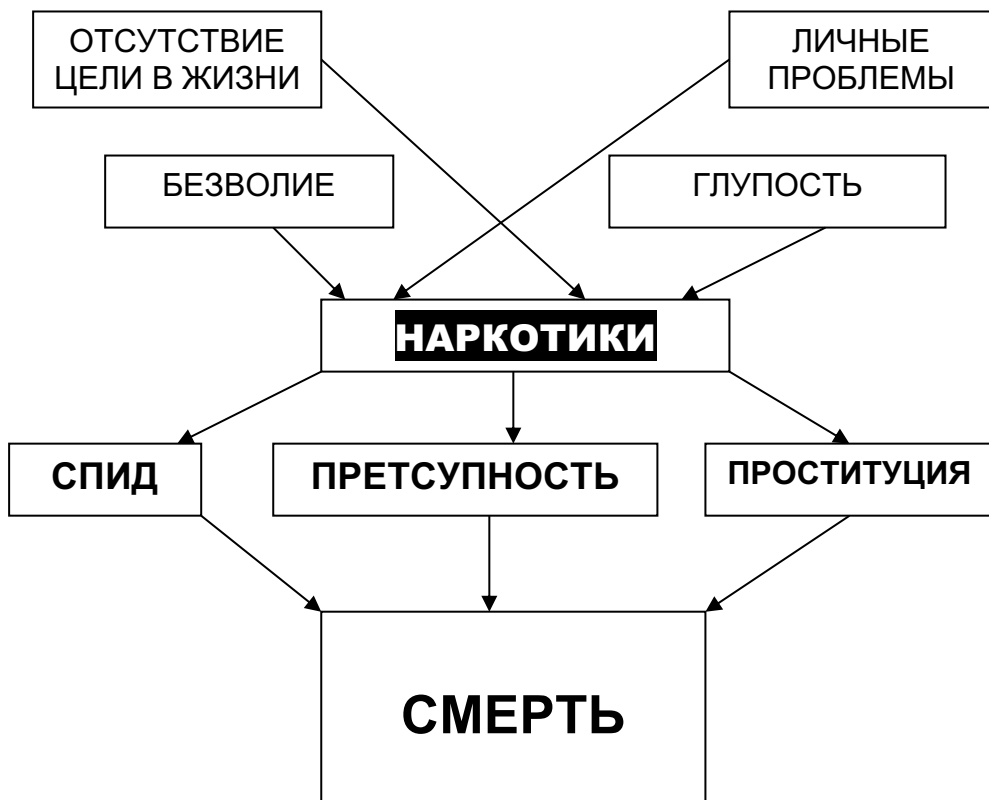 ОТСУТСТВИЕ
ЦЕЛИ В ЖИЗНИ
ЛИЧНЫЕ
ПРОБЛЕМЫ
БЕЗВОЛИЕ
ГЛУПОСТЬ
НАРКОТИКИ
СПИД
ПРЕТСУПНОСТЬ
ПРОСТИТУЦИЯ
СМЕРТЬ